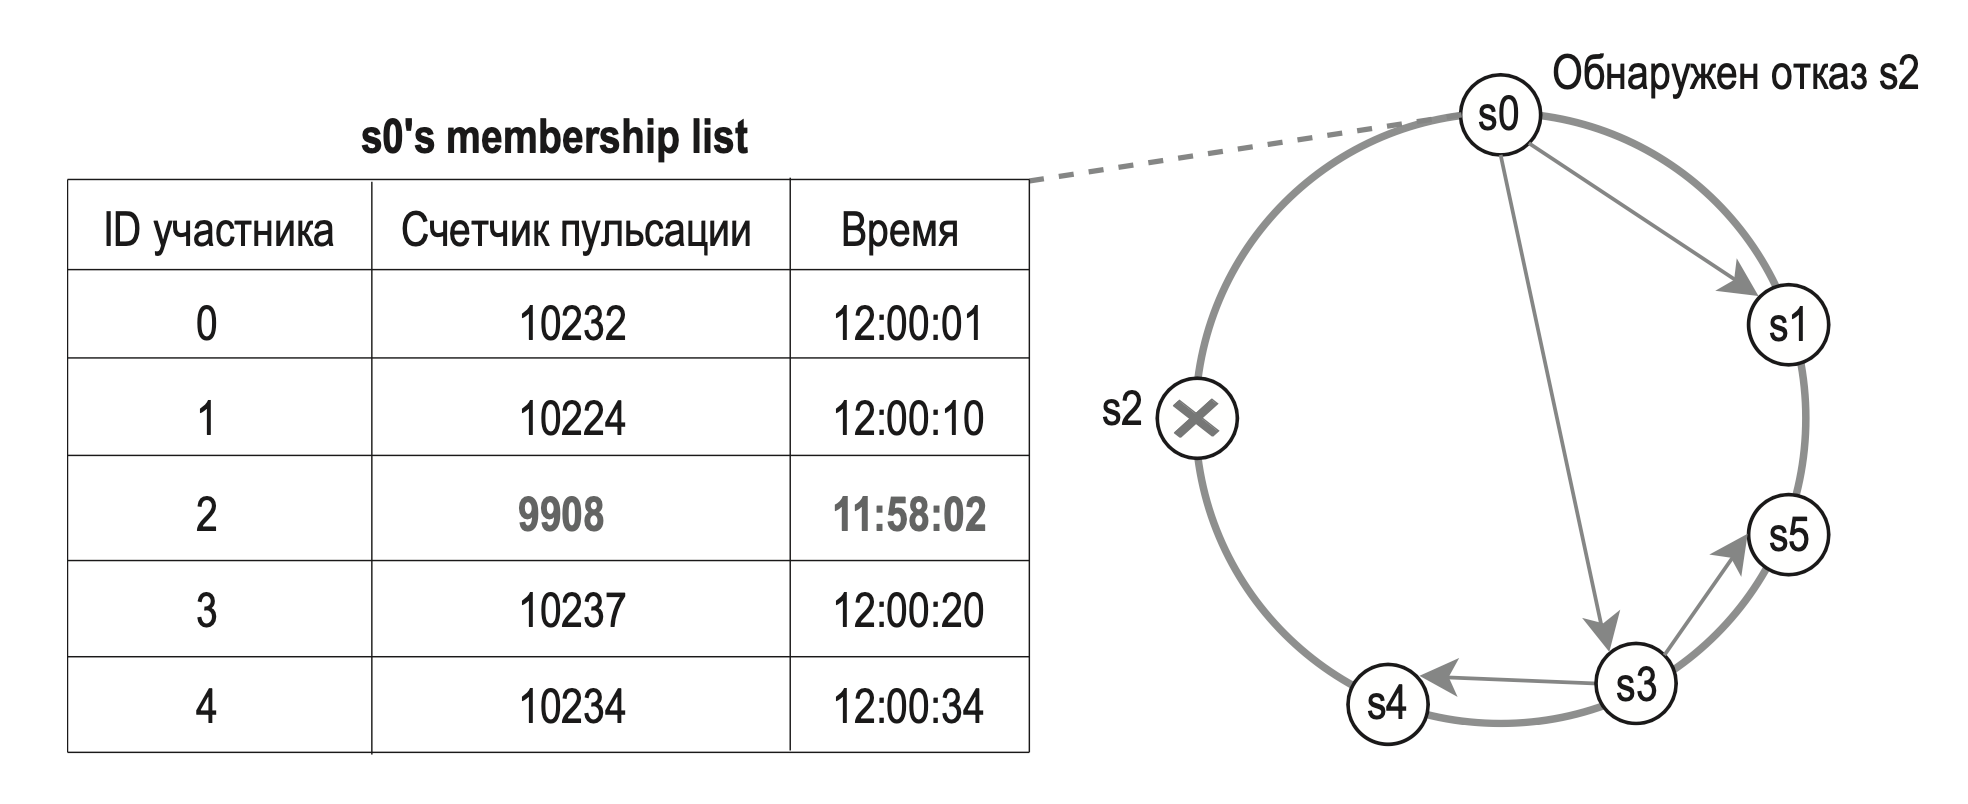 Обнаружен отказ s2
s0's membership list
ID участника Счетчик пульсации Время
0 10232 12:00:01
1 10224 12:00:10
2 9908 11:58:02
3 10237 12:00:20
4 10234 12:00:34
s0
s1
s2
s5
s3
s4